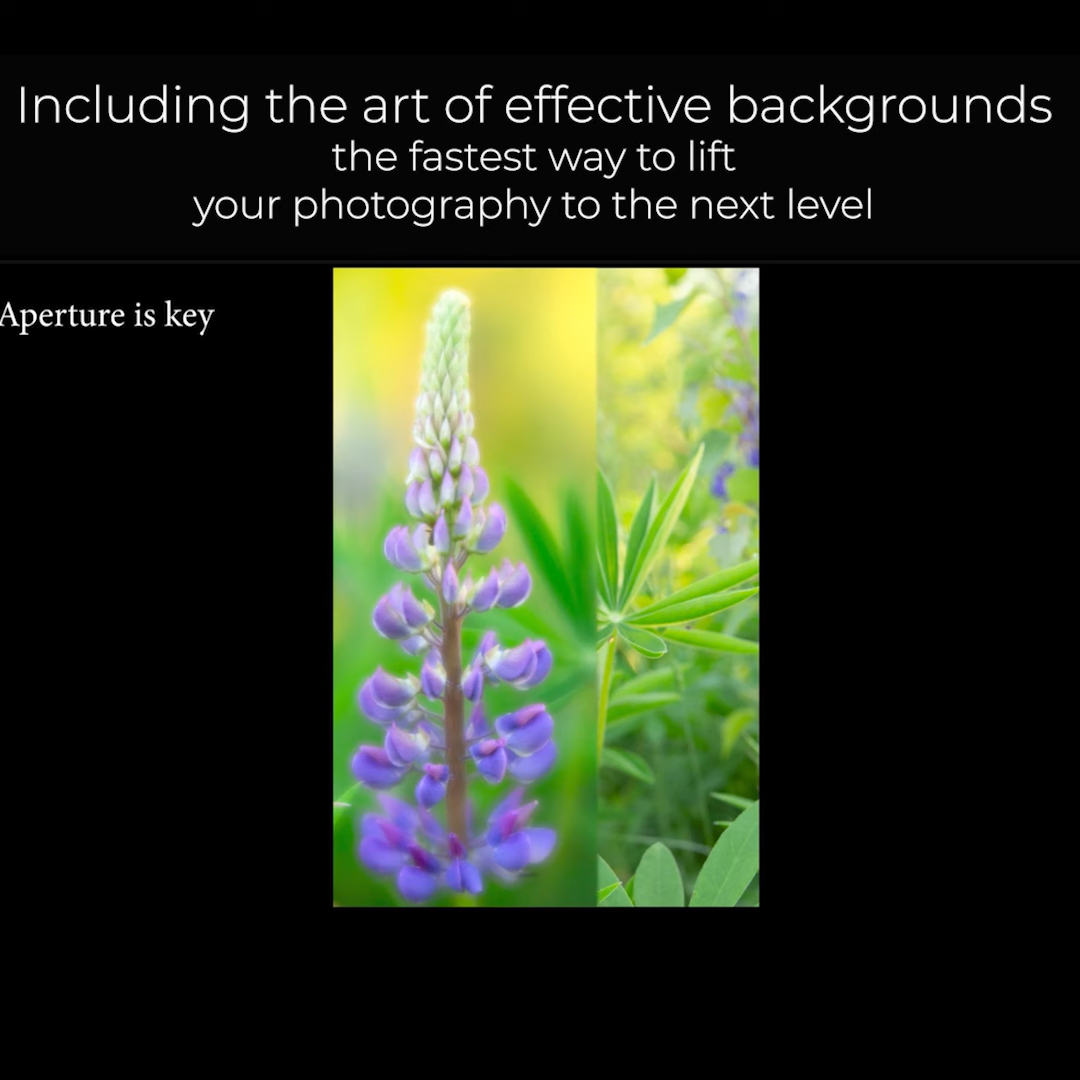 Including the art of effective backgrounds
the fastest way to lift
your photography to the next level
Aperture is key